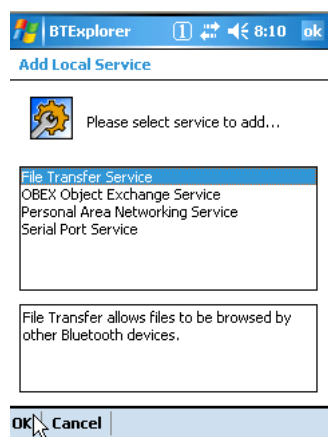 BTExplorer 1 8:10 ok
Add Local Service
Please select service to add...
File Transfer Service
OBEX Object Exchange Service
Personal Area Networking Service
Serial Port Service
File Transfer allows files to be browsed by
other Bluetooth devices.
OK Cancel